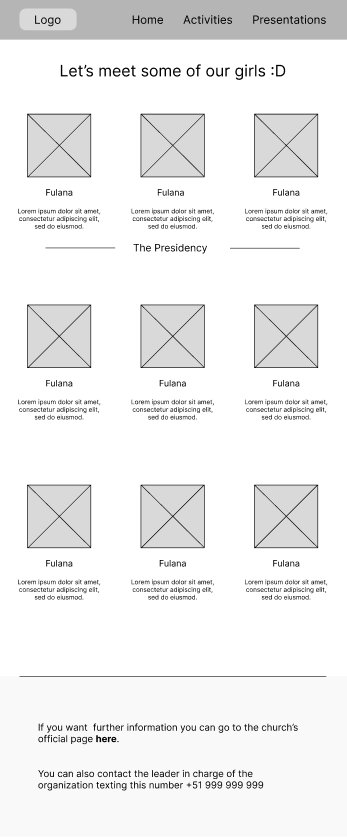 Logo Home Activities Presentations
Let's meet some of our girls :D
Fulana Fulana Fulana
Lorem ipsum dolor sit amet, Lorem ipsum dolor sit amet, Lorem ipsum dolor sit amet,
consectetur adipiscing elit, consectetur adipiscing elit, consectetur adipiscing elit,
sed do eiusmod. sed do eiusmod. sed do eiusmod.
The Presidency
Fulana Fulana Fulana
Lorem ipsum dolor sit amet, Lorem ipsum dolor sit amet, Lorem ipsum dolor sit amet,
consectetur adipiscing elit, consectetur adipiscing elit, consectetur adipiscing elit,
sed do eiusmod. sed do eiusmod. sed do eiusmod.
Fulana Fulana Fulana
Lorem ipsum dolor sit amet, Lorem ipsum dolor sit amet, Lorem ipsum dolor sit amet,
consectetur adipiscing elit, consectetur adipiscing elit, consectetur adipiscing elit,
sed do eiusmod. sed do eiusmod. sed do eiusmod.
If you want further information you can go to the church's
official page here.
You can also contact the leader in charge of the
organization texting this number +51 999 999 999